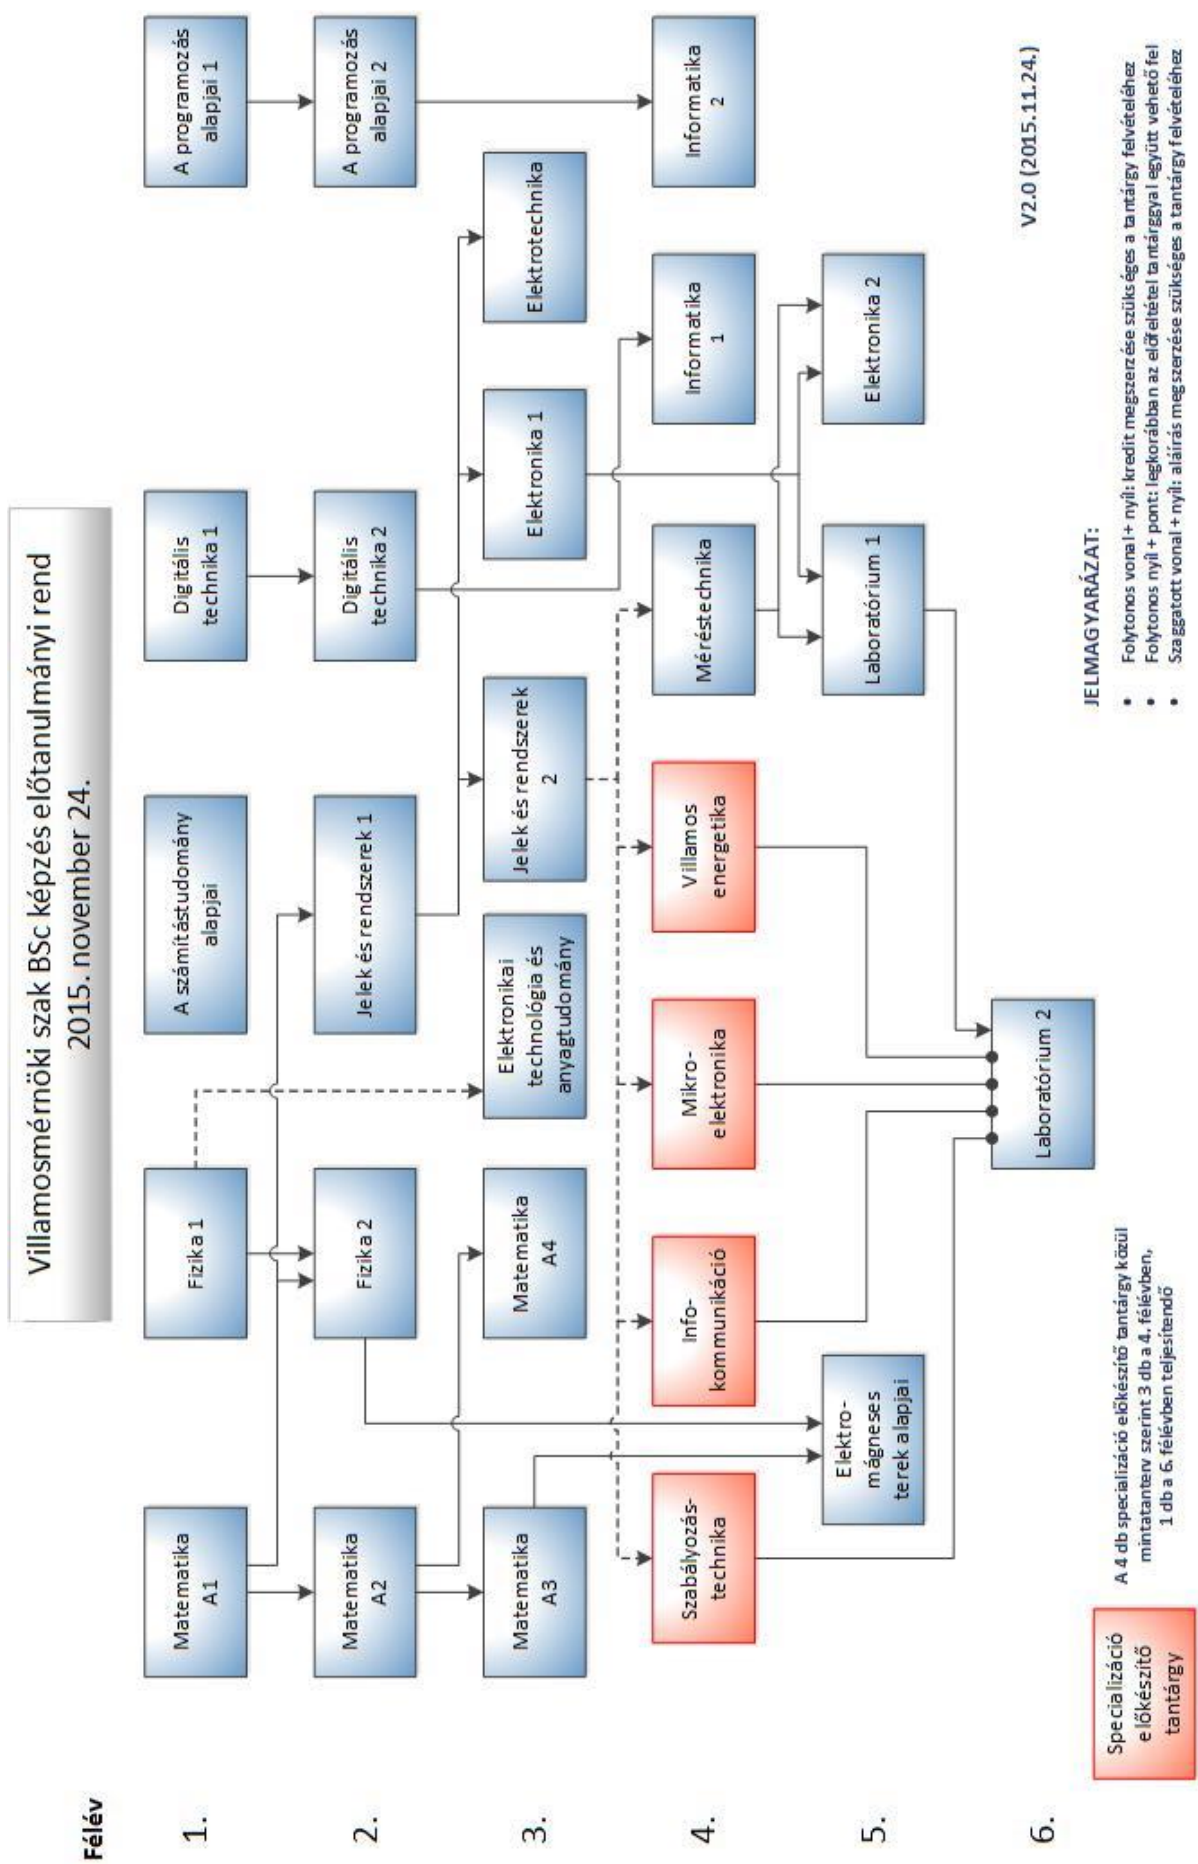 Villamosmérnöki szak BSc képzés előtanulmányi rend
2015. november 24.
Félév
1.
Matematika
A1
Fizika 1
A számítástudomány
alapjai
Digitális
technika 1
A programozás
alapjai 1
2.
Matematika
A2
Fizika 2
Jelek és rendszerek 1
Digitális
technika 2
A programozás
alapjai 2
3.
Matematika
A3
Matematika
A4
Elektronikai
technológia és
anyagtudomány
Jelek és rendszerek
2
Elektronika 1
Elektrotechnika
4.
Szabályozás-
technika
Info-
kommunikáció
Mikro-
elektronika
Villamos
energetika
Méréstechnika
Informatika
1
Informatika
2
5.
Elektro-
mágneses
terek alapjai
Laboratórium 1
Elektronika 2
6.
Laboratórium 2
V2.0 (2015.11.24.)
Specializáció
előkészítő
tantárgy
A 4 db specializáció előkészítő tantárgy közül
mintatanterv szerint 3 db a 4. félévben,
1 db a 6. félévben teljesítendő
JELMAGYARÁZAT:
• Folytonos vonal + nyíl: kredit megszerzése szükséges a tantárgy felvételéhez
• Folytonos nyíl + pont: legkorábban az előfeltétel tantárggyal együtt vehető fel
• Szaggatott vonal + nyíl: aláírás megszerzése szükséges a tantárgy felvételéhez